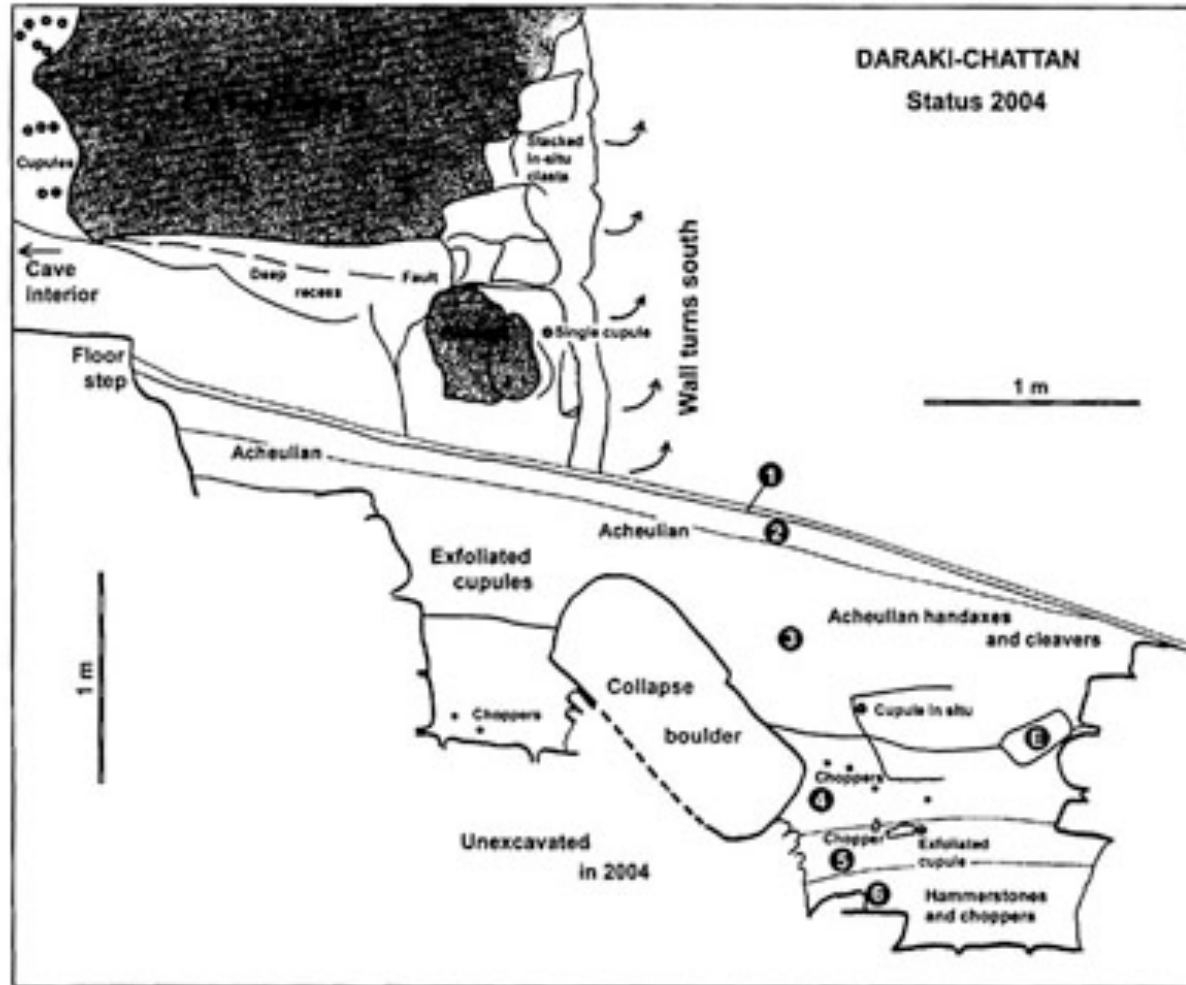 DARAKI-CHATTAN
Status 2004
Cupules
Stacked
in-situ
clasts
Cave
interior
Deep
recess
Fault
Single cupule
Wall turns south
Floor
step
1 m
Acheulian
1
Acheulian
2
Exfoliated
cupules
Acheulian handaxes
and cleavers
3
1 m
Collapse
boulder
Choppers
Cupule in situ
Choppers
4
Chopper
Exfoliated
cupule
5
Unexcavated
in 2004
6
Hammerstones
and choppers